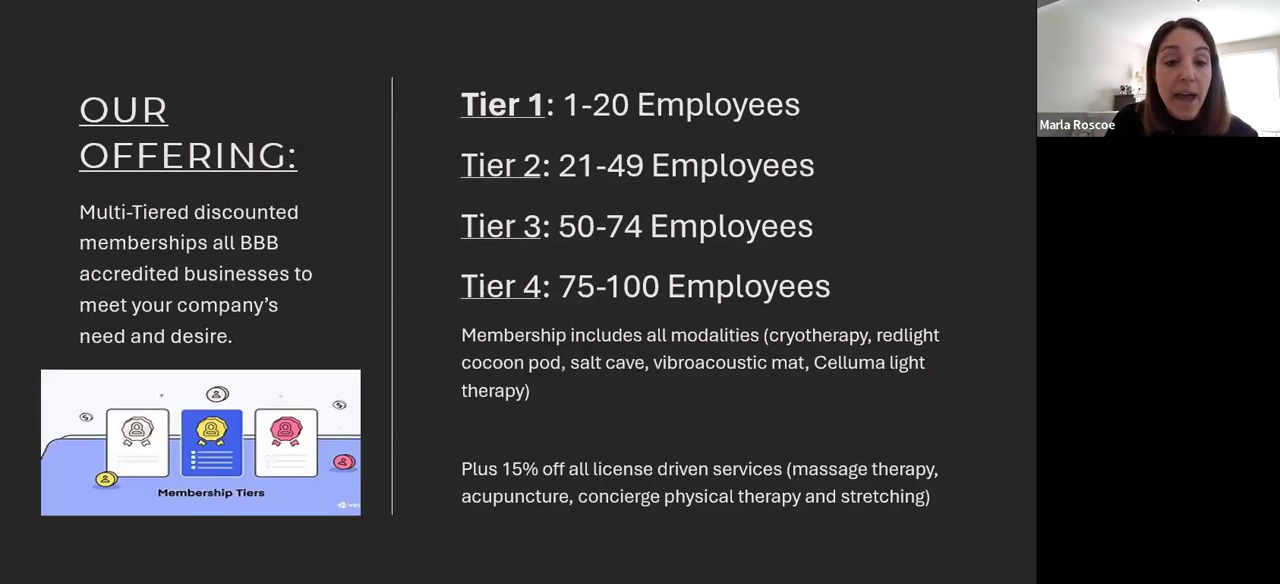 OUR
OFFERING:
Multi-Tiered discounted
memberships all BBB
accredited businesses to
meet your company's
need and desire.
Membership Tiers
Tier 1: 1-20 Employees
Tier 2: 21-49 Employees
Tier 3: 50-74 Employees
Tier 4: 75-100 Employees
Membership includes all modalities (cryotherapy, redlight
cocoon pod, salt cave, vibroacoustic mat, Celluma light
therapy)
Plus 15% off all license driven services (massage therapy,
acupuncture, concierge physical therapy and stretching)
Marla Roscoe